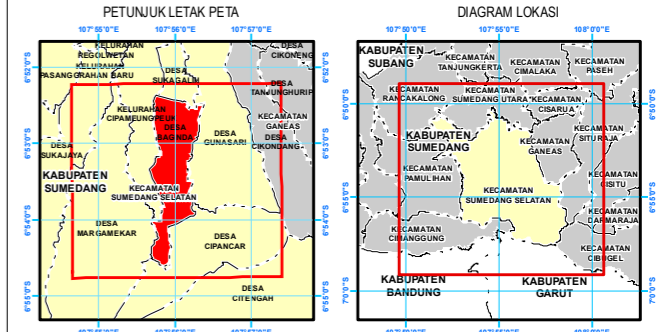 PETUNJUK LETAK PETA
107°55'0"E
107°56'0"E
107°57'0"E
6°52'0"S
6°53'0"S
6°54'0"S
6°55'0"S
KELURAHAN
REGOLWETAN
KELURAHAN
PASANGGRAHAN BARU
DESA
SUKAGALIH
DESA
CIKONENG
DESA
TANJUNGHURIP
KELURAHAN
CIPAMEUNGPEUK
DESA
BAGINDA
DESA
GUNASARI
KECAMATAN
GANEAS
DESA
CIKONDANG
DESA
SUKAJAYA
KABUPATEN
SUMEDANG
KECAMATAN
SUMEDANG SELATAN
DESA
MARGAMEKAR
DESA
CIPANCAR
DESA
CITENGAH
DIAGRAM LOKASI
107°50'0"E
107°55'0"E
108°0'0"E
6°50'0"S
6°55'0"S
7°0'0"S
KABUPATEN
SUBANG
KECAMATAN
TANJUNGKERTA
KECAMATAN
CIMALAKA
KECAMATAN
PASEH
KECAMATAN
RANCAKALONG
KECAMATAN
SUMEDANG UTARA
KECAMATAN
CISARUA
KECAMATAN
SITURAJA
KABUPATEN
SUMEDANG
KECAMATAN
GANEAS
KECAMATAN
PAMULIHAN
KECAMATAN
CISITU
KECAMATAN
SUMEDANG SELATAN
KECAMATAN
DARMARAJA
KECAMATAN
CIMANGGUNG
KECAMATAN
CIBUGEL
KABUPATEN
BANDUNG
KABUPATEN
GARUT